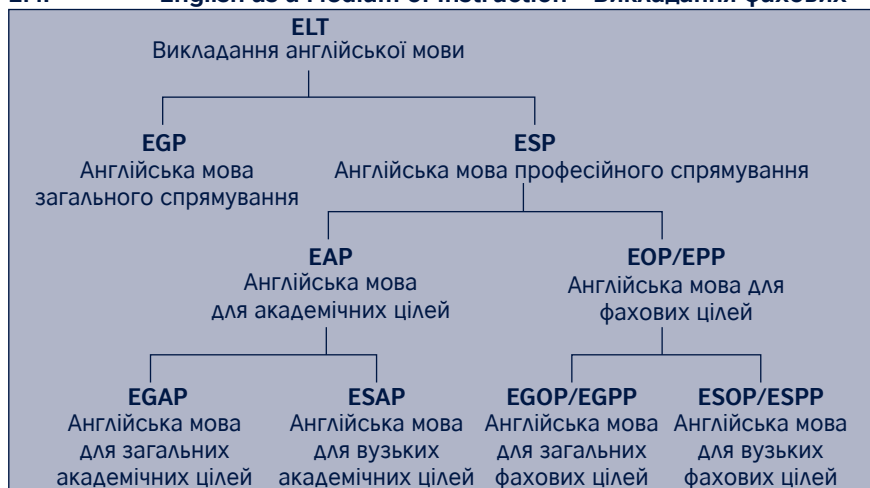 ELT
Викладання англійської мови
EGP
Англійська мова
загального спрямування
ESP
Англійська мова професійного спрямування
EAP
Англійська мова
для академічних цілей
EOP/EPP
Англійська мова для
фахових цілей
EGAP
Англійська мова
для загальних
академічних цілей
ESAP
Англійська мова
для вузьких
академічних цілей
EGOP/EGPP
Англійська мова
для загальних
фахових цілей
ESOP/ESPP
Англійська мова
для вузьких
фахових цілей